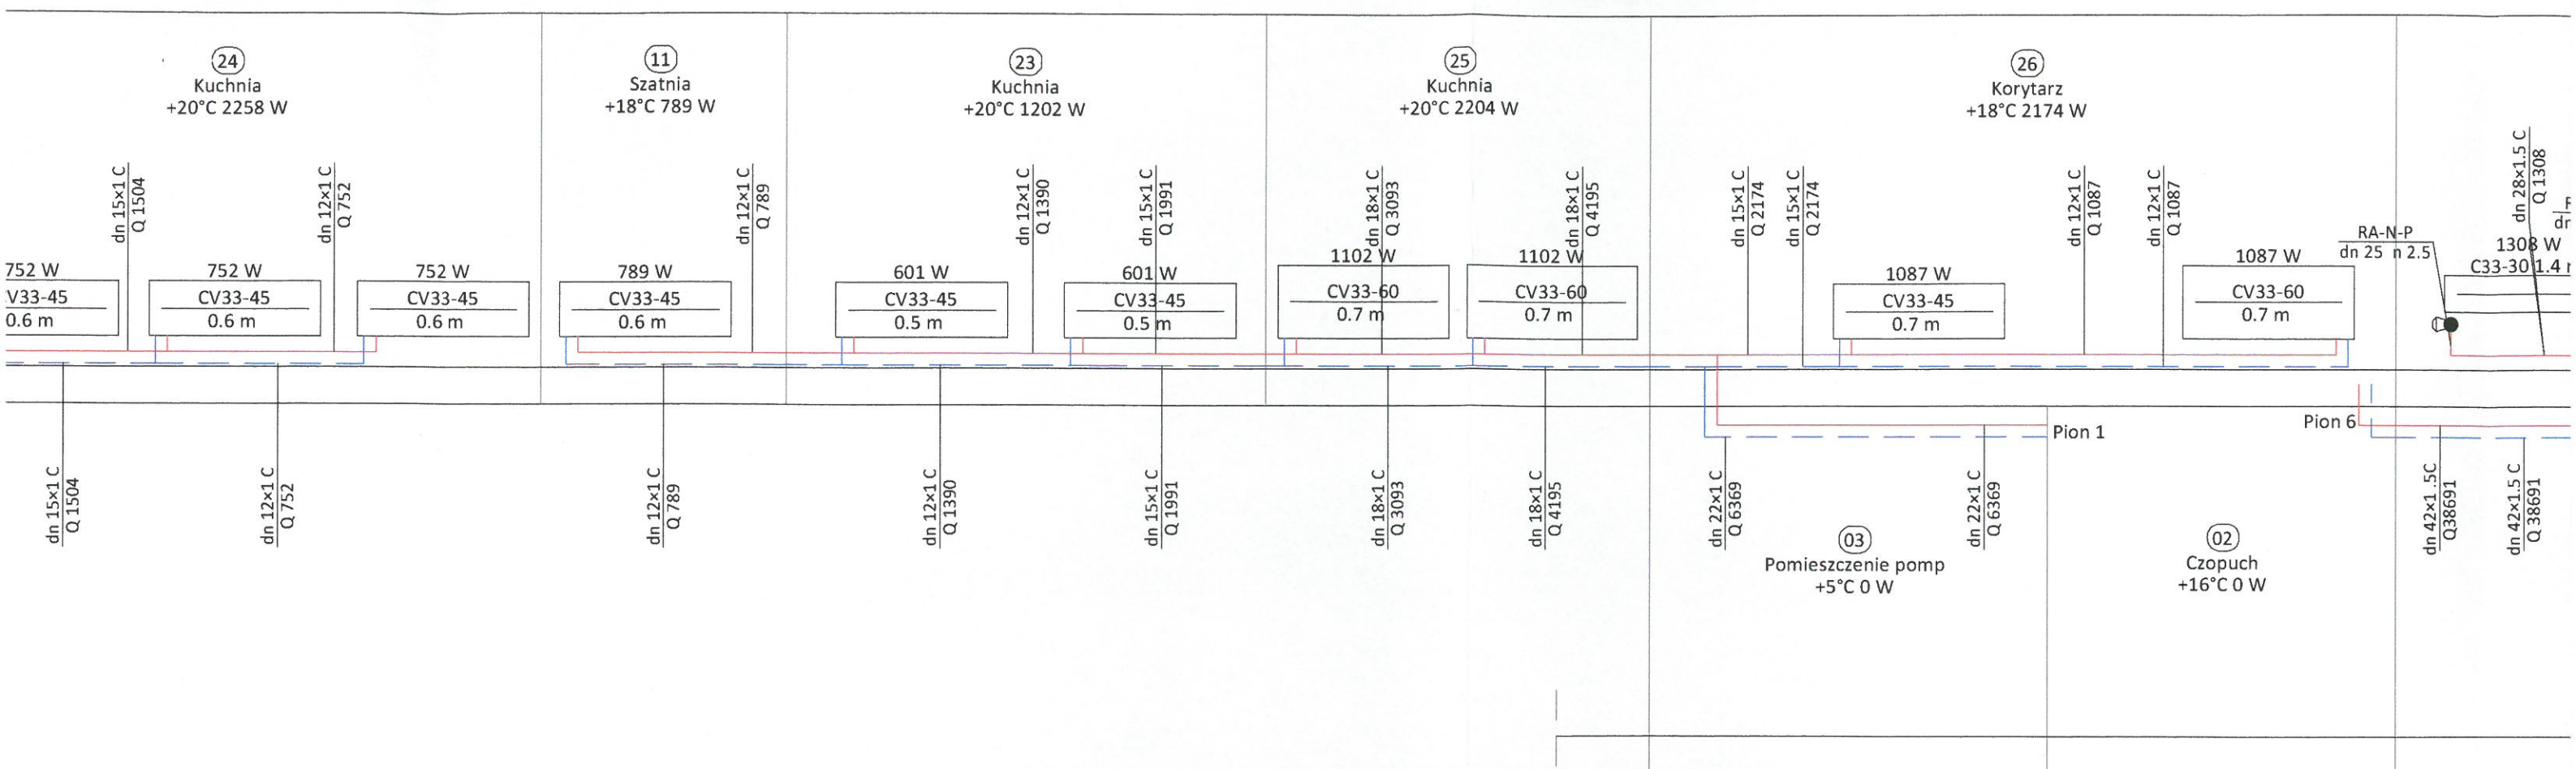 24
Kuchnia
+20°C 2258 W
11
Szatnia
+18°C 789 W
23
Kuchnia
+20°C 1202 W
25
Kuchnia
+20°C 2204 W
26
Korytarz
+18°C 2174 W
dn 15×1 C
Q 1504
dn 12×1 C
Q 752
dn 12×1 C
Q 789
dn 12×1 C
Q 1390
dn 15×1 C
Q 1991
dn 18×1 C
Q 3093
dn 18×1 C
Q 4195
dn 15×1 C
Q 2174
dn 15×1 C
Q 2174
dn 12×1 C
Q 1087
dn 12×1 C
Q 1087
dn 28×1.5 C
Q 1308
dn
RA-N-P
dn 25 n 2.5
752 W
V33-45
0.6 m
752 W
CV33-45
0.6 m
752 W
CV33-45
0.6 m
789 W
CV33-45
0.6 m
601 W
CV33-45
0.5 m
601 W
CV33-45
0.5 m
1102 W
CV33-60
0.7 m
1102 W
CV33-60
0.7 m
1087 W
CV33-45
0.7 m
1087 W
CV33-60
0.7 m
1308 W
C33-30 1.4
Pion 1
Pion 6
dn 15×1 C
Q 1504
dn 12×1 C
Q 752
dn 12×1 C
Q 789
dn 12×1 C
Q 1390
dn 15×1 C
Q 1991
dn 18×1 C
Q 3093
dn 18×1 C
Q 4195
dn 22×1 C
Q 6369
dn 22×1 C
Q 6369
dn 42×1 .5C
Q38691
dn 42×1.5 C
Q 38691
03
Pomieszczenie pomp
+5°C 0 W
02
Czopuch
+16°C 0 W